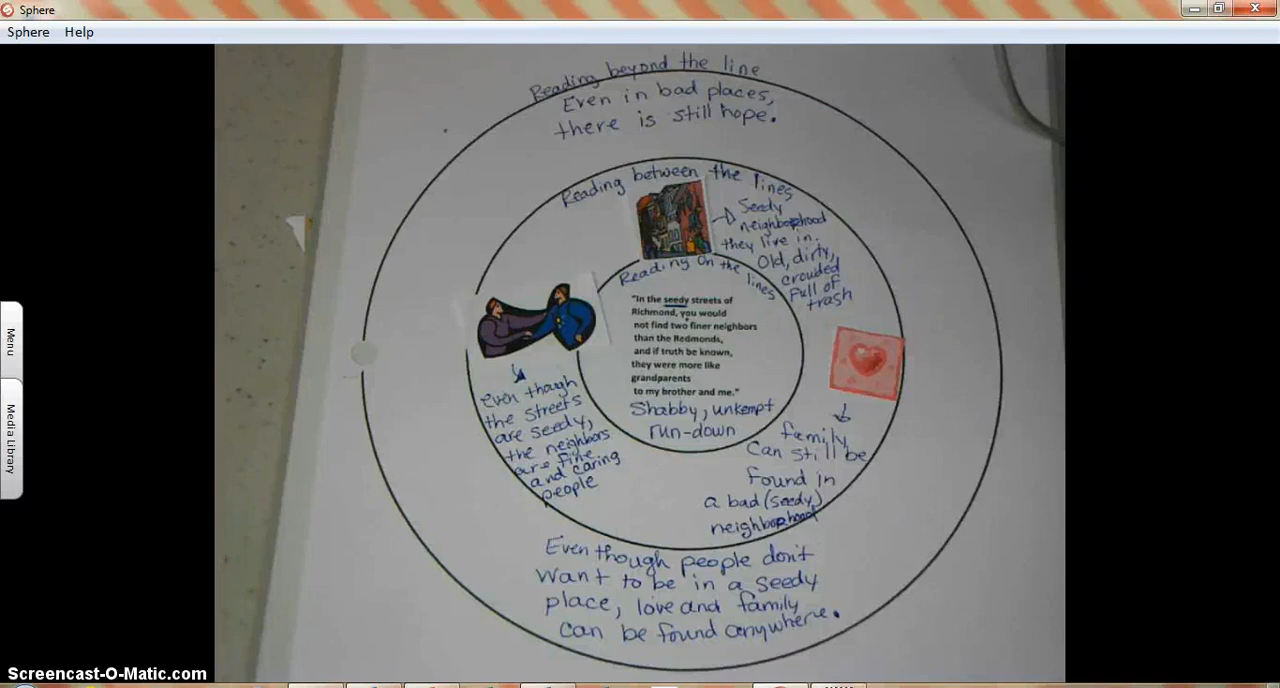 Sphere
Sphere Help
Menu
Media Library
Reading beyond the line
Even in bad places,
there is still hope.
Reading between the lines
Seedy
neighborhood
they live in.
Old, dirty,
crowded
full of
trash
Reading on the lines
"In the seedy streets of
Richmond, you would
not find two finer neighbors
than the Redmonds,
and if truth be known,
they were more like
grandparents
to my brother and me."
Shabby, unkempt
run-down
Even though
the streets
are seedy,
the neighbors
are fine
and caring
people
family
Can still be
found in
a bad (seedy)
neighborhood
Even though people don't
want to be in a seedy
place, love and family
can be found anywhere.
Screencast-O-Matic.com